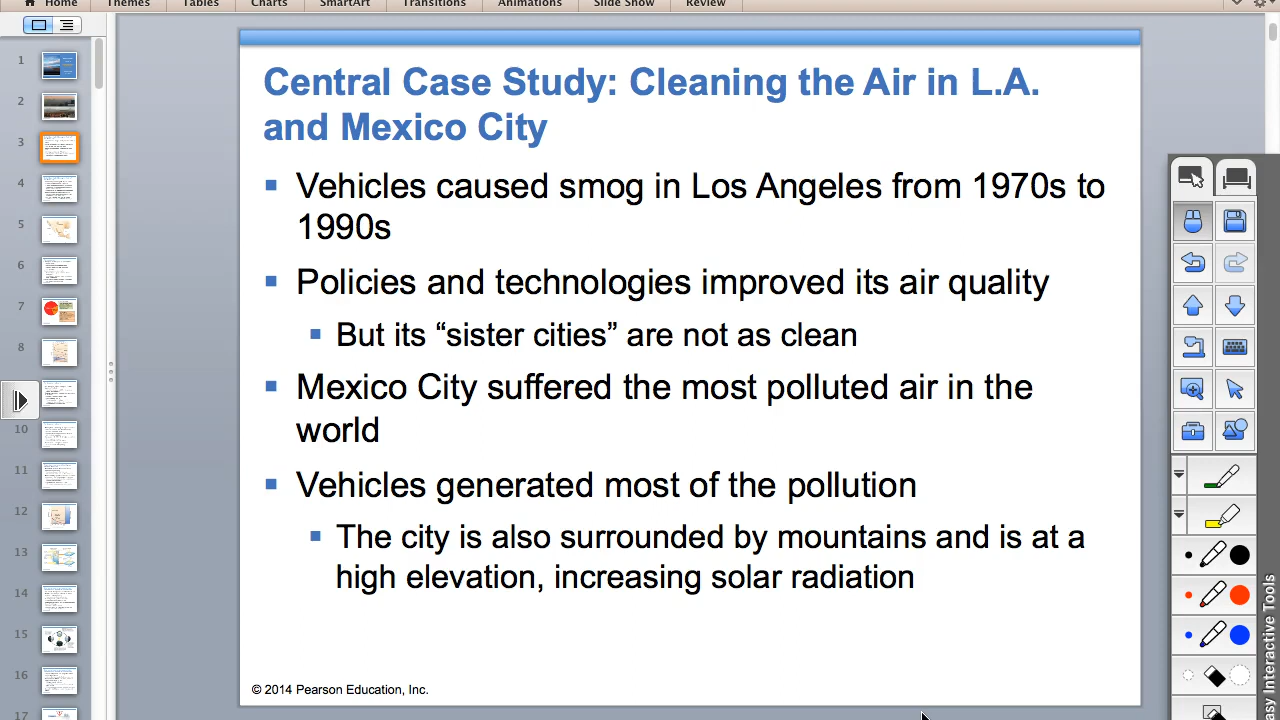 Home Themes Tables Charts SmartArt Transitions Animations Slide Show Review
1
2
3
4
5
6
7
8
10
11
12
13
14
15
16
17
Central Case Study: Cleaning the Air in L.A.
and Mexico City
Vehicles caused smog in Los Angeles from 1970s to
1990s
Policies and technologies improved its air quality
But its “sister cities” are not as clean
Mexico City suffered the most polluted air in the
world
Vehicles generated most of the pollution
The city is also surrounded by mountains and is at a
high elevation, increasing solar radiation
© 2014 Pearson Education, Inc.
Interactive Tools